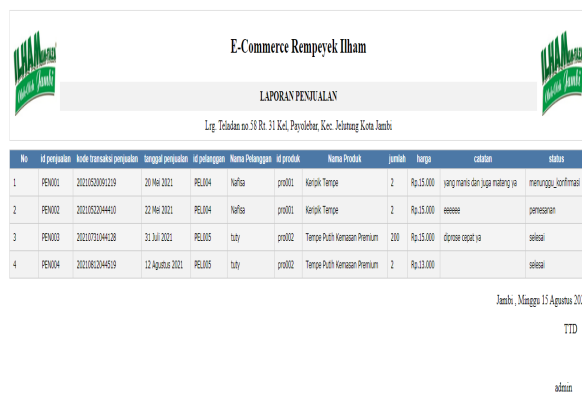 E-Commerce Rempeyek Ilham
LAPORAN PENJUALAN
Lrg. Teladan no.58 Rt. 31 Kel, Payolebar, Kec. Jelutung Kota Jambi
No id penjualan kode transaksi penjualan tanggal penjualan id pelanggan Nama Pelanggan id produk Nama Produk jumlah harga catatan status
1 PEN001 20210520091219 20 Mei 2021 PEL004 Nafisa pro001 Keripik Tempe 2 Rp.15.000 yang manis dan juga mateng ya menunggu_konfirmasi
2 PEN002 20210522044410 22 Mei 2021 PEL004 Nafisa pro001 Keripik Tempe 2 Rp.15.000 eeeeee pemesanan
3 PEN003 20210731044128 31 Juli 2021 PEL005 tuty pro002 Tempe Putih Kemasan Premium 200 Rp.15.000 diprose cepat ya selesai
4 PEN004 20210812044519 12 Agustus 2021 PEL005 tuty pro002 Tempe Putih Kemasan Premium 2 Rp.13.000 selesai
Jambi , Minggu 15 Agustus 202
TTD
admin